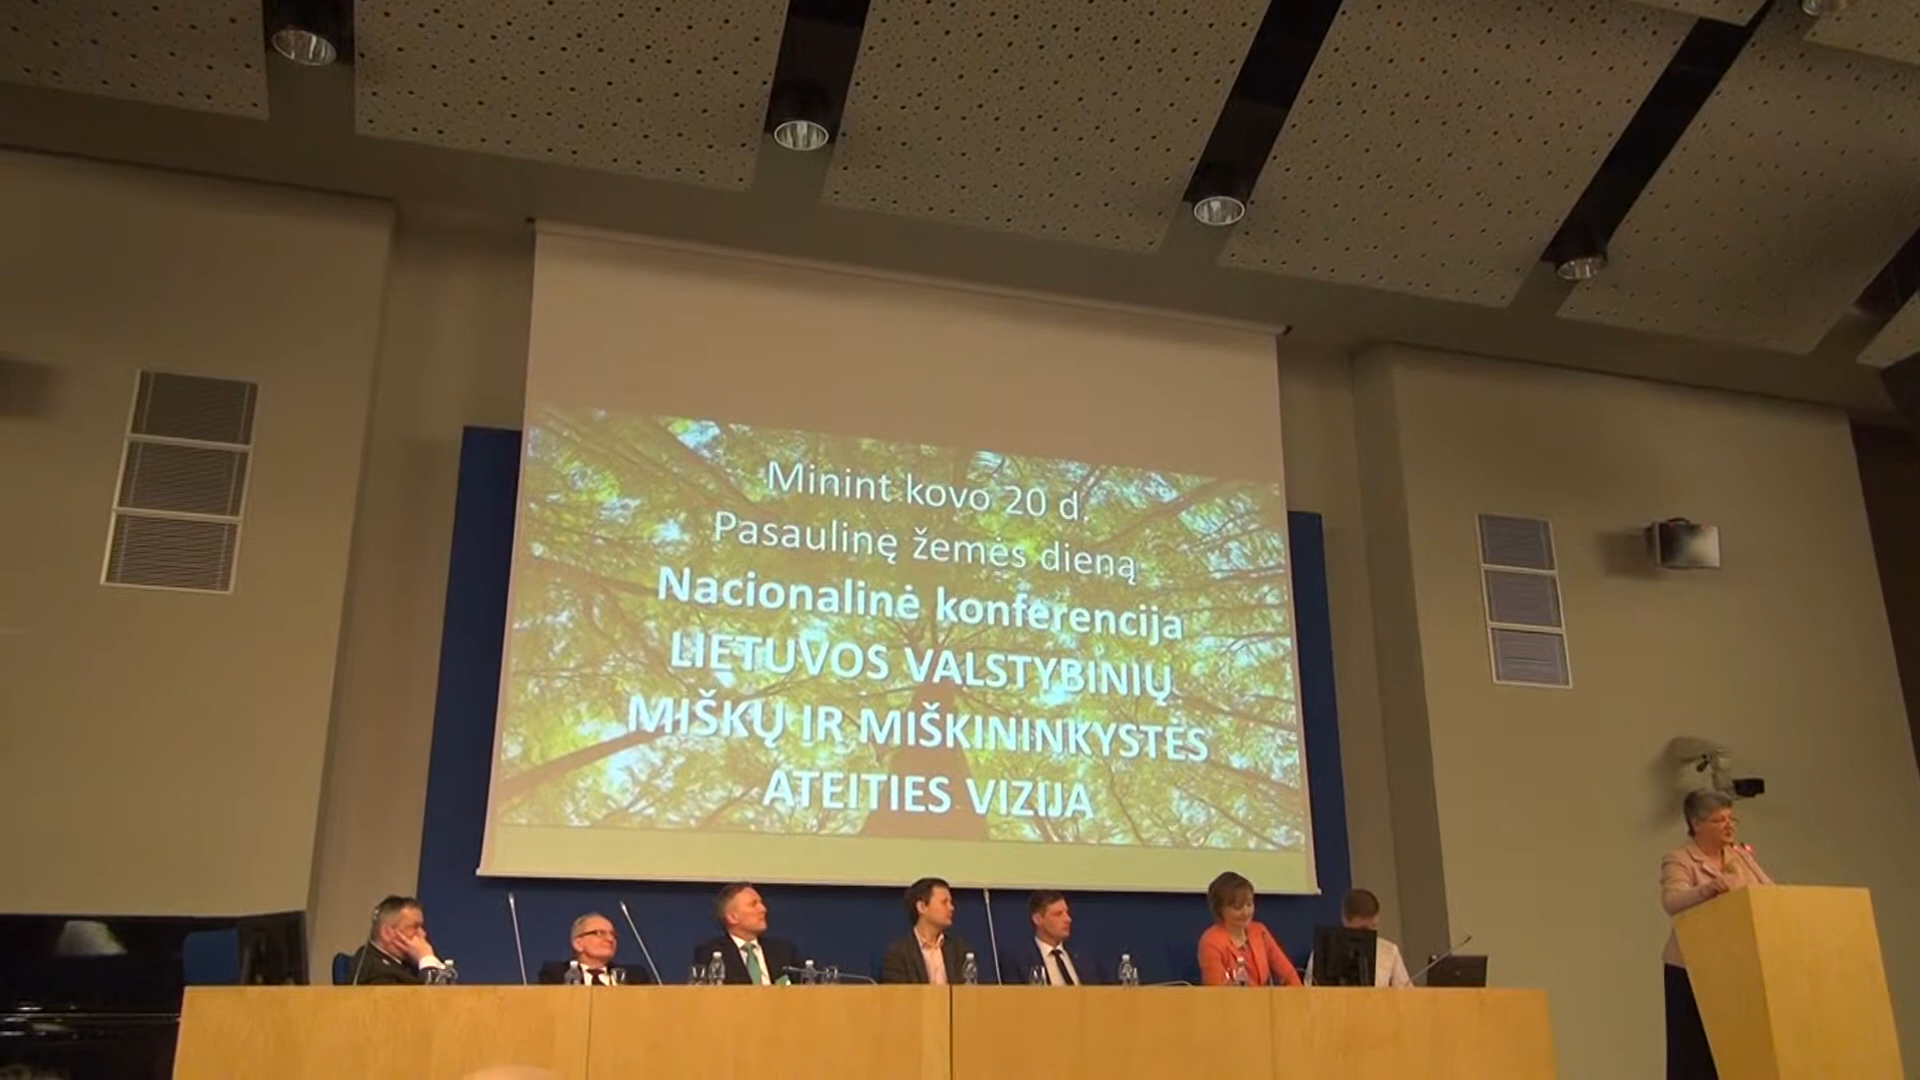 Minint kovo 20 d.
Pasaulinę žemės dieną
Nacionalinė konferencija
LIETUVOS VALSTYBINIŲ
MIŠKŲ IR MIŠKININKYSTĖS
ATEITIES VIZIJA